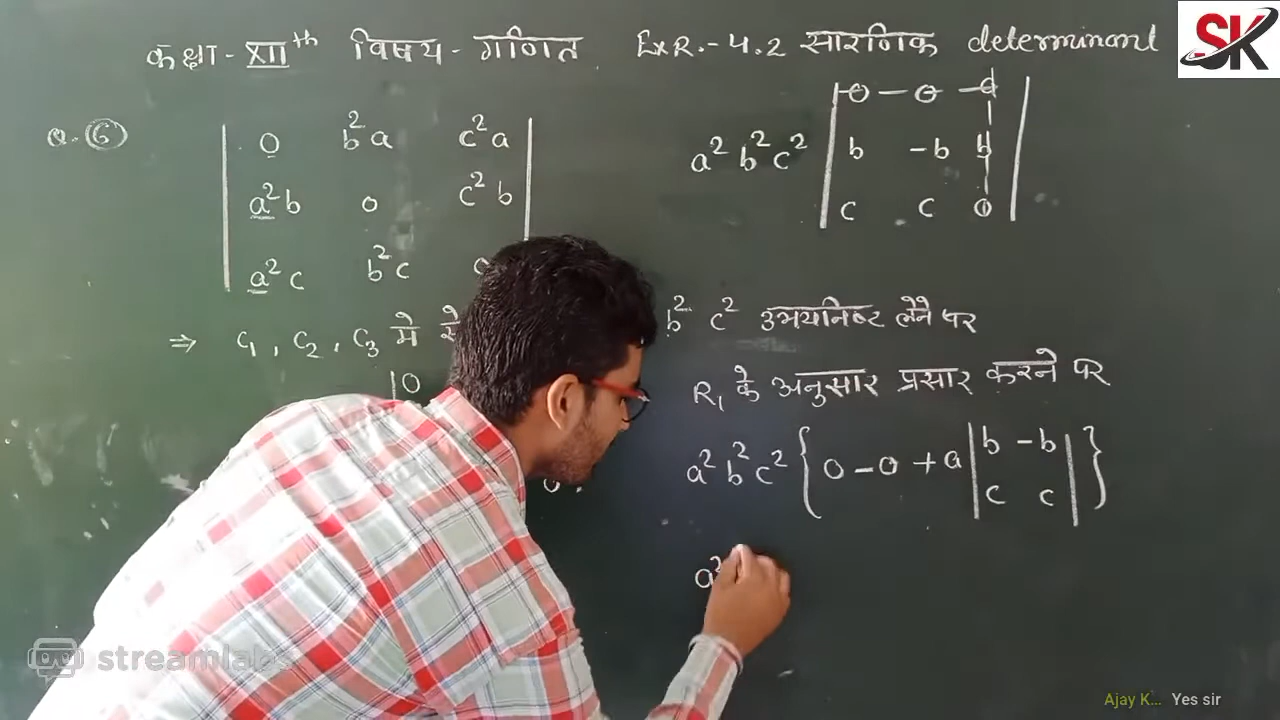 कक्षा - XIIth विषय - गणित ExR. - 4.2 सारणिक determinant
SK
Q. 6
0 b²a c²a
a²b 0 c²b
a²c b²c
⇒ C₁, C₂, C₃ मे से
b² c² उभयनिष्ट लेने पर
|0
a²b²c² | 0 0 a |
b -b b
c c 0
R₁ के अनुसार प्रसार करने पर
a²b²c² { 0 - 0 + a | b -b |
c c | }
a²
streamlabs
Ajay K... Yes sir